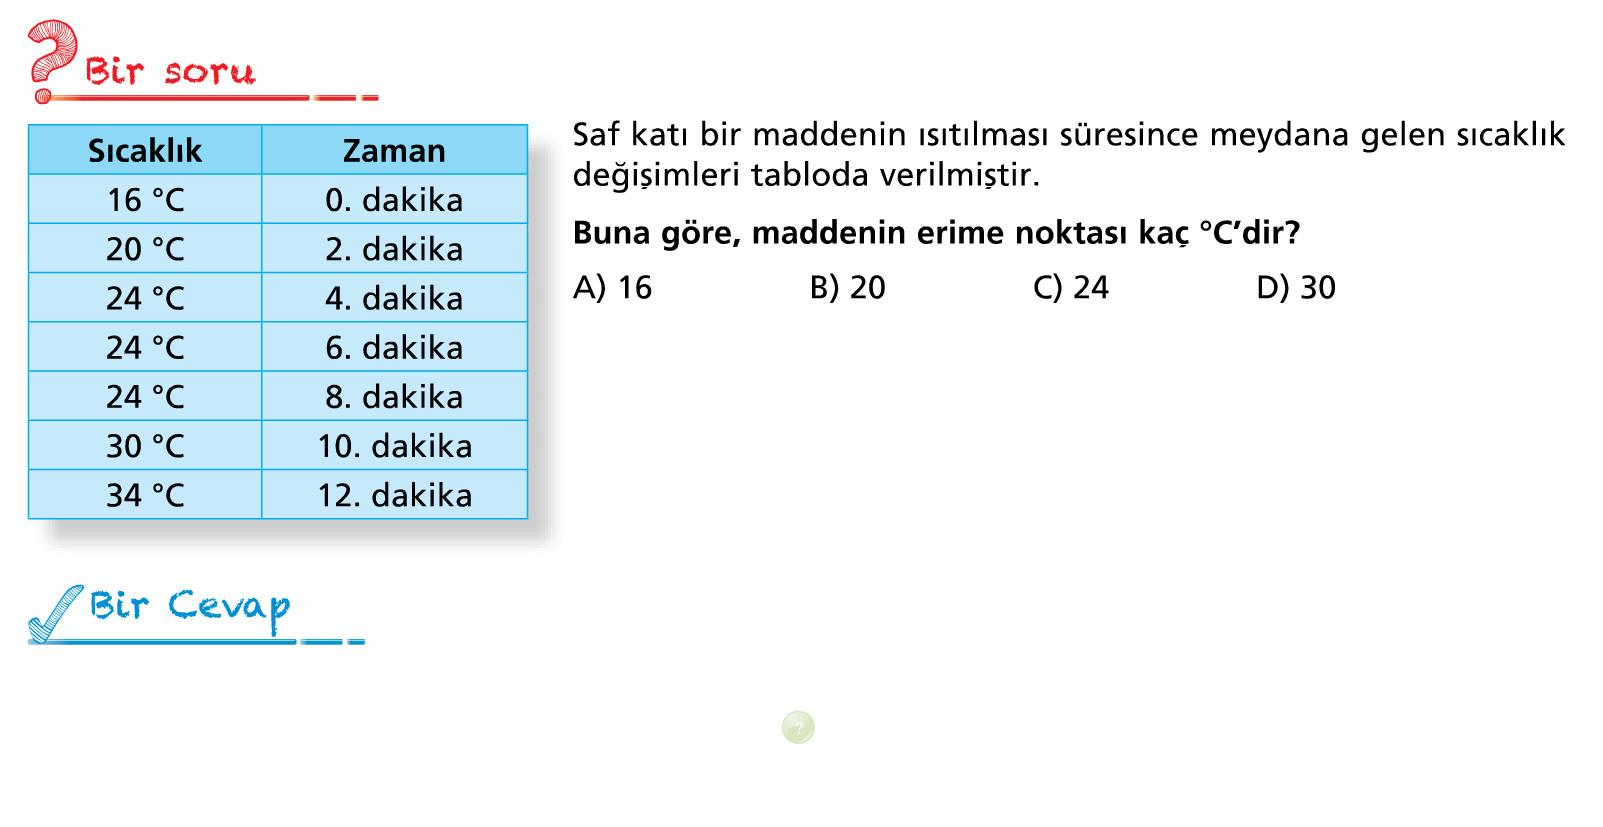 Bir soru
Sıcaklık Zaman
16 °C 0. dakika
20 °C 2. dakika
24 °C 4. dakika
24 °C 6. dakika
24 °C 8. dakika
30 °C 10. dakika
34 °C 12. dakika
Saf katı bir maddenin ısıtılması süresince meydana gelen sıcaklık
değişimleri tabloda verilmiştir.
Buna göre, maddenin erime noktası kaç °C’dir?
A) 16 B) 20 C) 24 D) 30
Bir Cevap
?